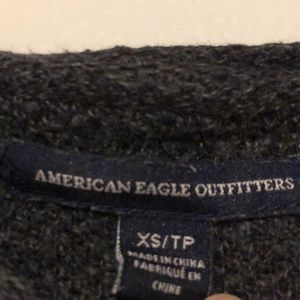 AMERICAN EAGLE OUTFITTERS
XS/TP
MADE IN CHINA
FABRIQUÉ EN
CHINE